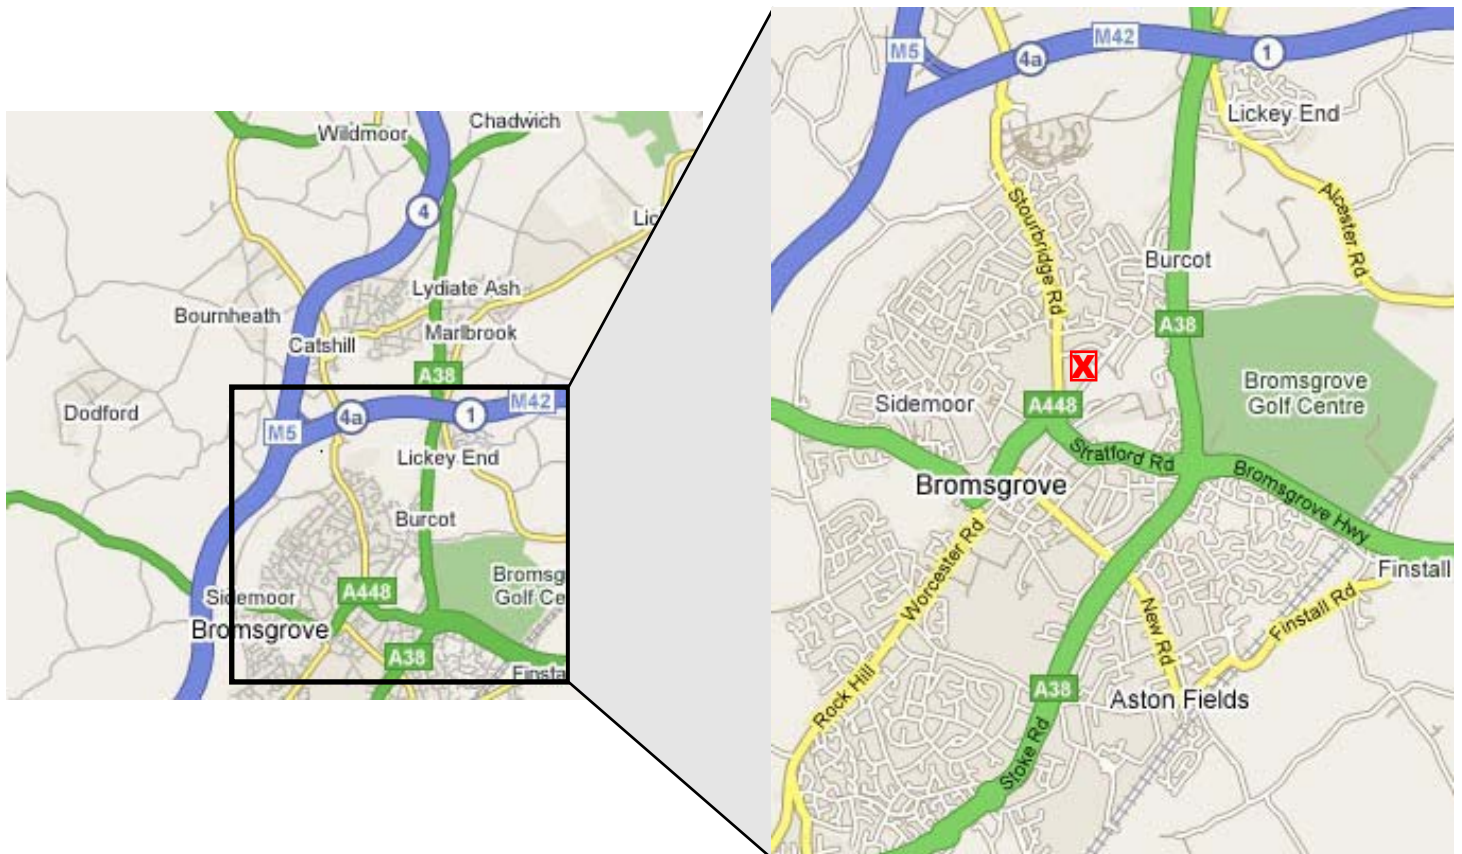 Wildmoor
Chadwich
4
Lic
Lydiate Ash
Bournheath
Marlbrook
Catshill
A38
Dodford
M5
4a
1
M42
Lickey End
Burcot
Bromsg
Golf Ce
A448
Sidemoor
Bromsgrove
A38
Finsta
M5
4a
M42
1
Lickey End
Stourbridge Rd
Alcester Rd
Burcot
A38
X
Bromsgrove
Golf Centre
Sidemoor
A448
Stratford Rd
Bromsgrove
Bromsgrove Hwy
Worcester Rd
Finstall
New Rd
Finstall Rd
Rock Hill
A38
Aston Fields
Stoke Rd